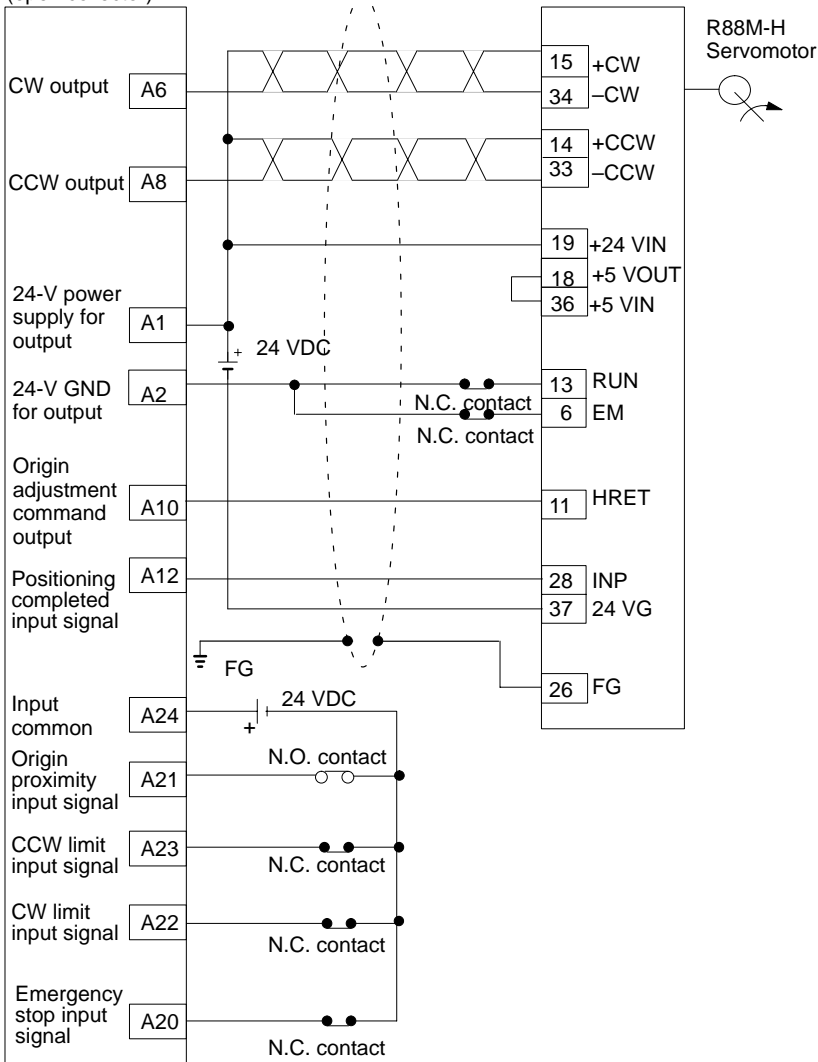 R88M-H
Servomotor
CW output
A6
15
+CW
34
–CW
CCW output
A8
14
+CCW
33
–CCW
19
+24 VIN
18
+5 VOUT
36
+5 VIN
24-V power
supply for
output
A1
+
24 VDC
24-V GND
for output
A2
N.C. contact
13
RUN
N.C. contact
6
EM
Origin
adjustment
command
output
A10
11
HRET
Positioning
completed
input signal
A12
28
INP
37
24 VG
FG
26
FG
Input
common
A24
+
24 VDC
Origin
proximity
input signal
A21
N.O. contact
CCW limit
input signal
A23
N.C. contact
CW limit
input signal
A22
N.C. contact
Emergency
stop input
signal
A20
N.C. contact